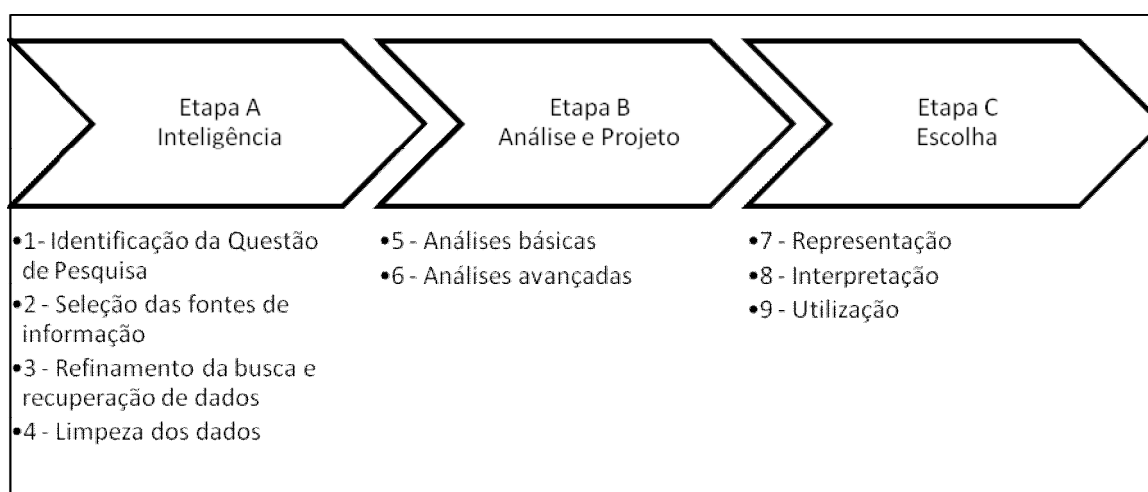 Etapa A
Inteligência
Etapa B
Análise e Projeto
Etapa C
Escolha
•1- Identificação da Questão
de Pesquisa
•2 - Seleção das fontes de
informação
•3 - Refinamento da busca e
recuperação de dados
•4 - Limpeza dos dados
•5 - Análises básicas
•6 - Análises avançadas
•7 - Representação
•8 - Interpretação
•9 - Utilização